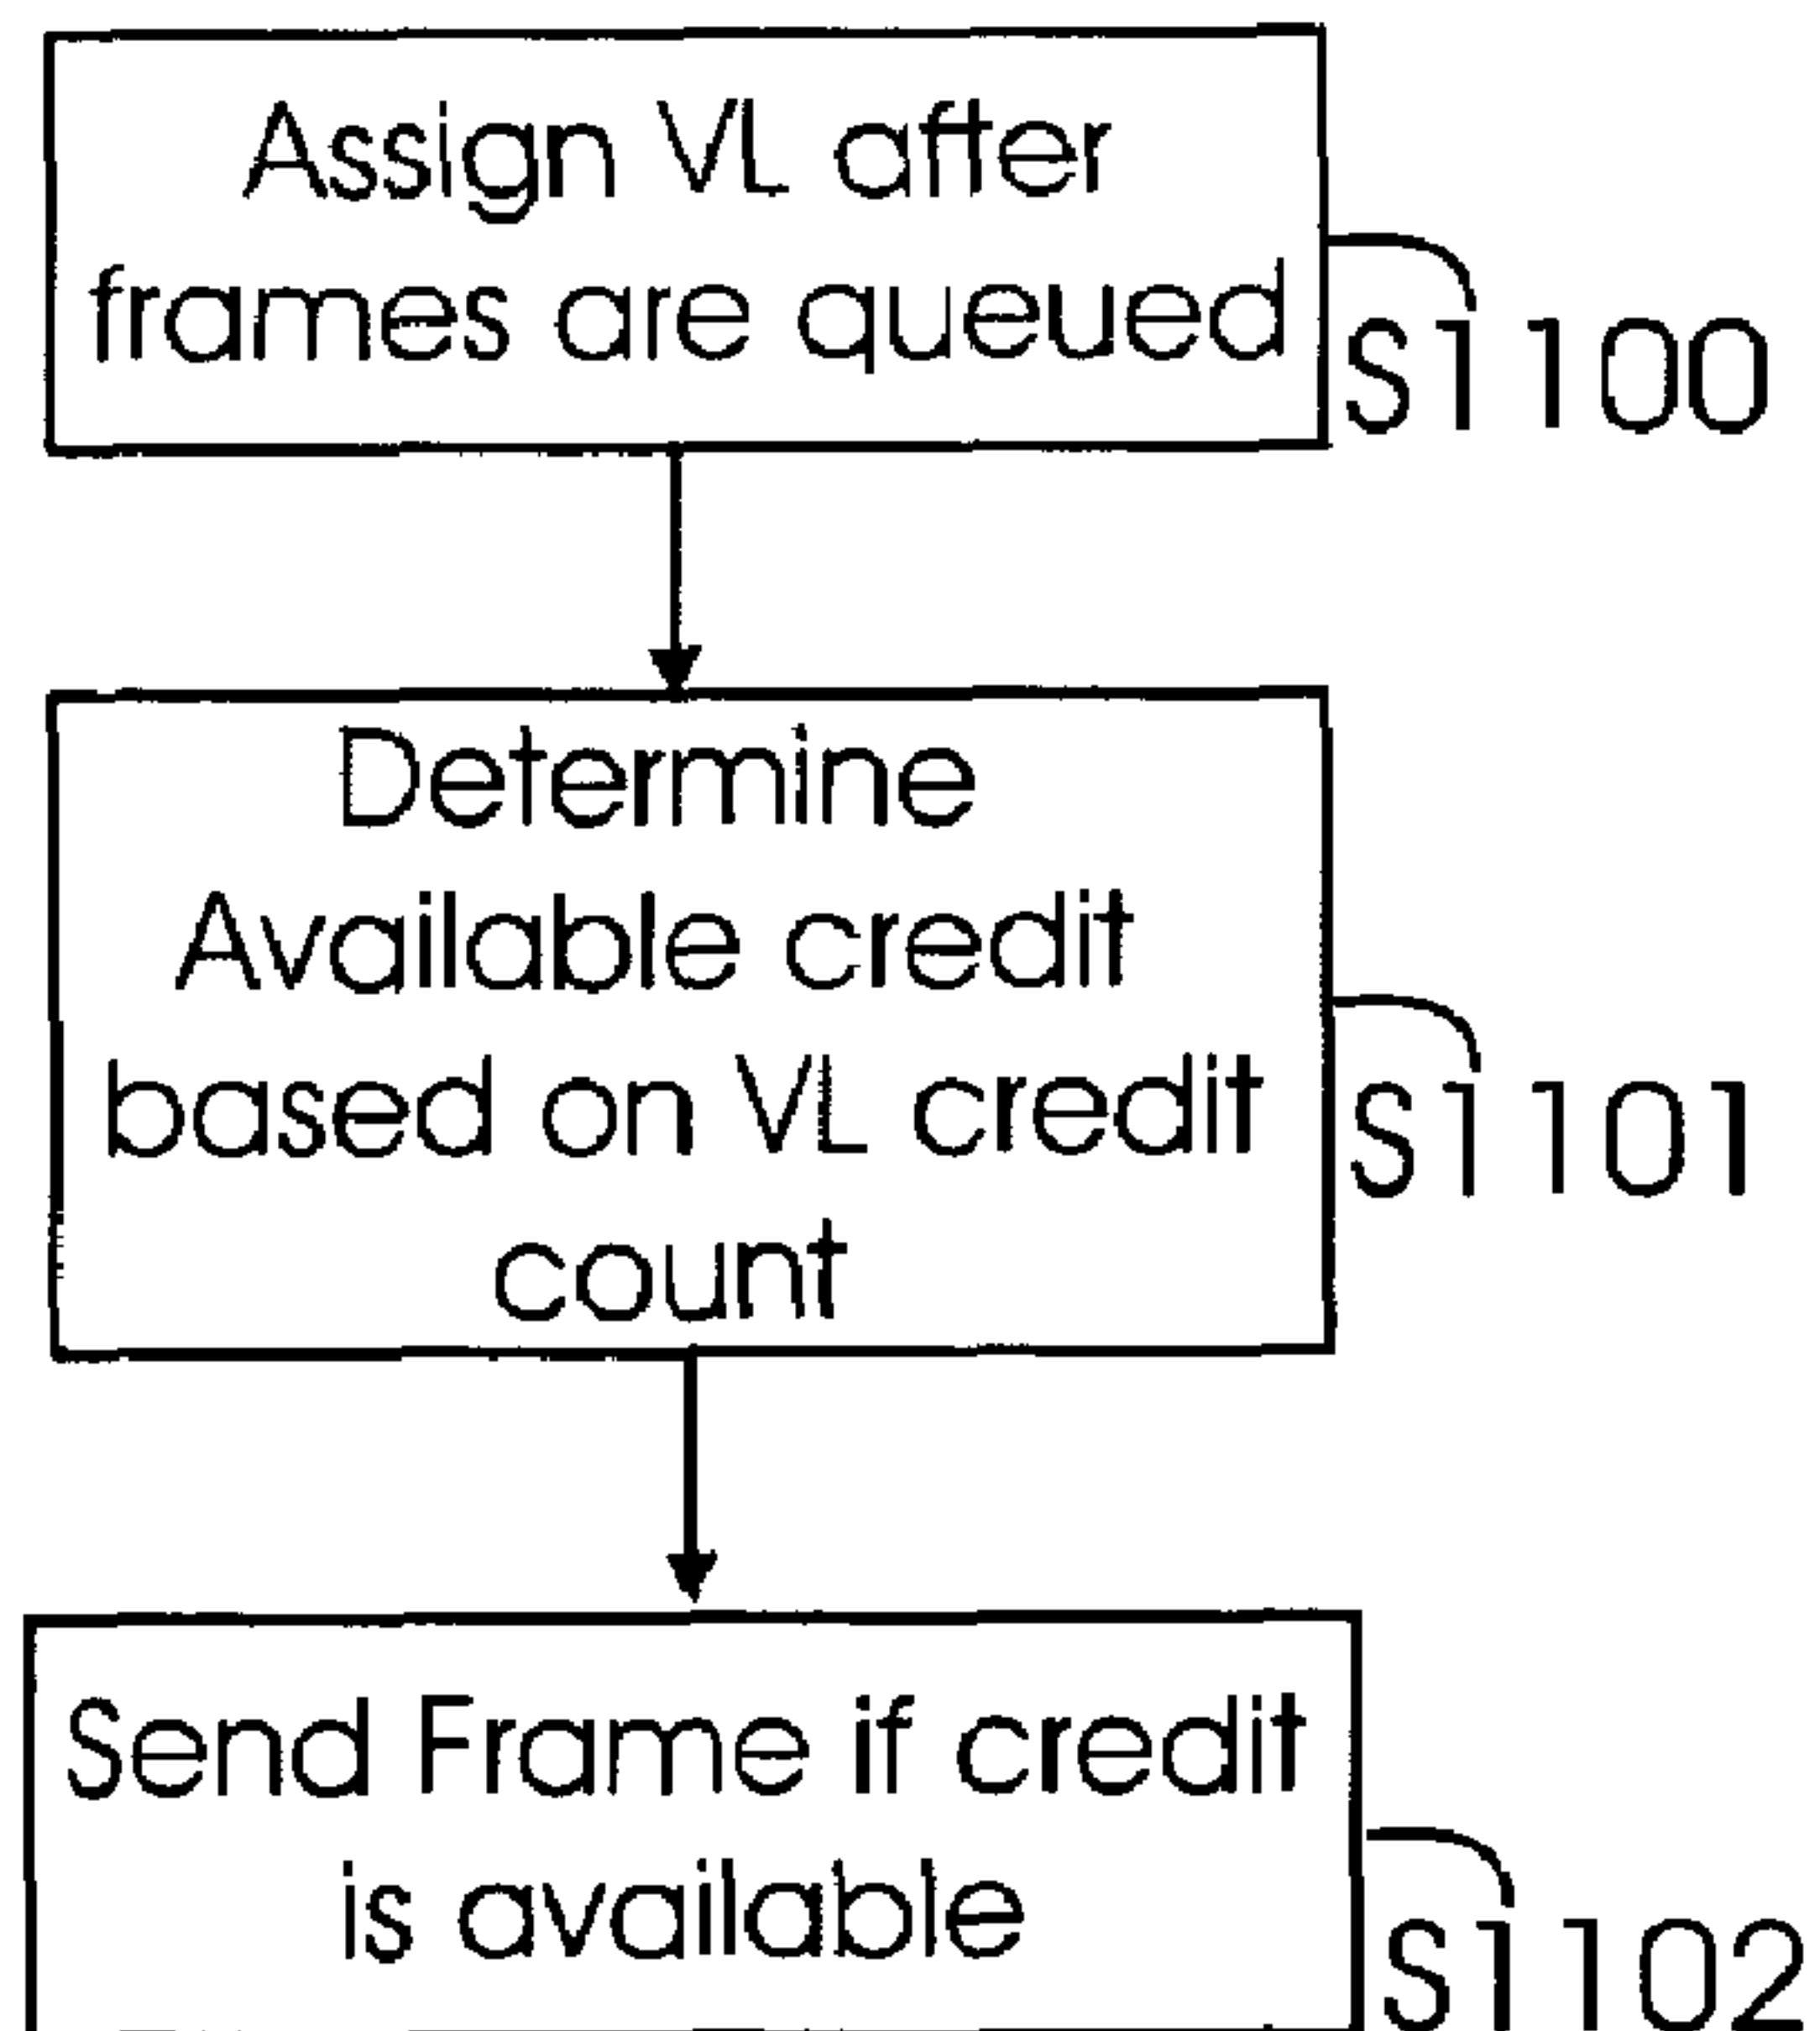 Assign VL after
frames are queued
S1100
Determine
Available credit
based on VL credit
count
S1101
Send Frame if credit
is available
S1102